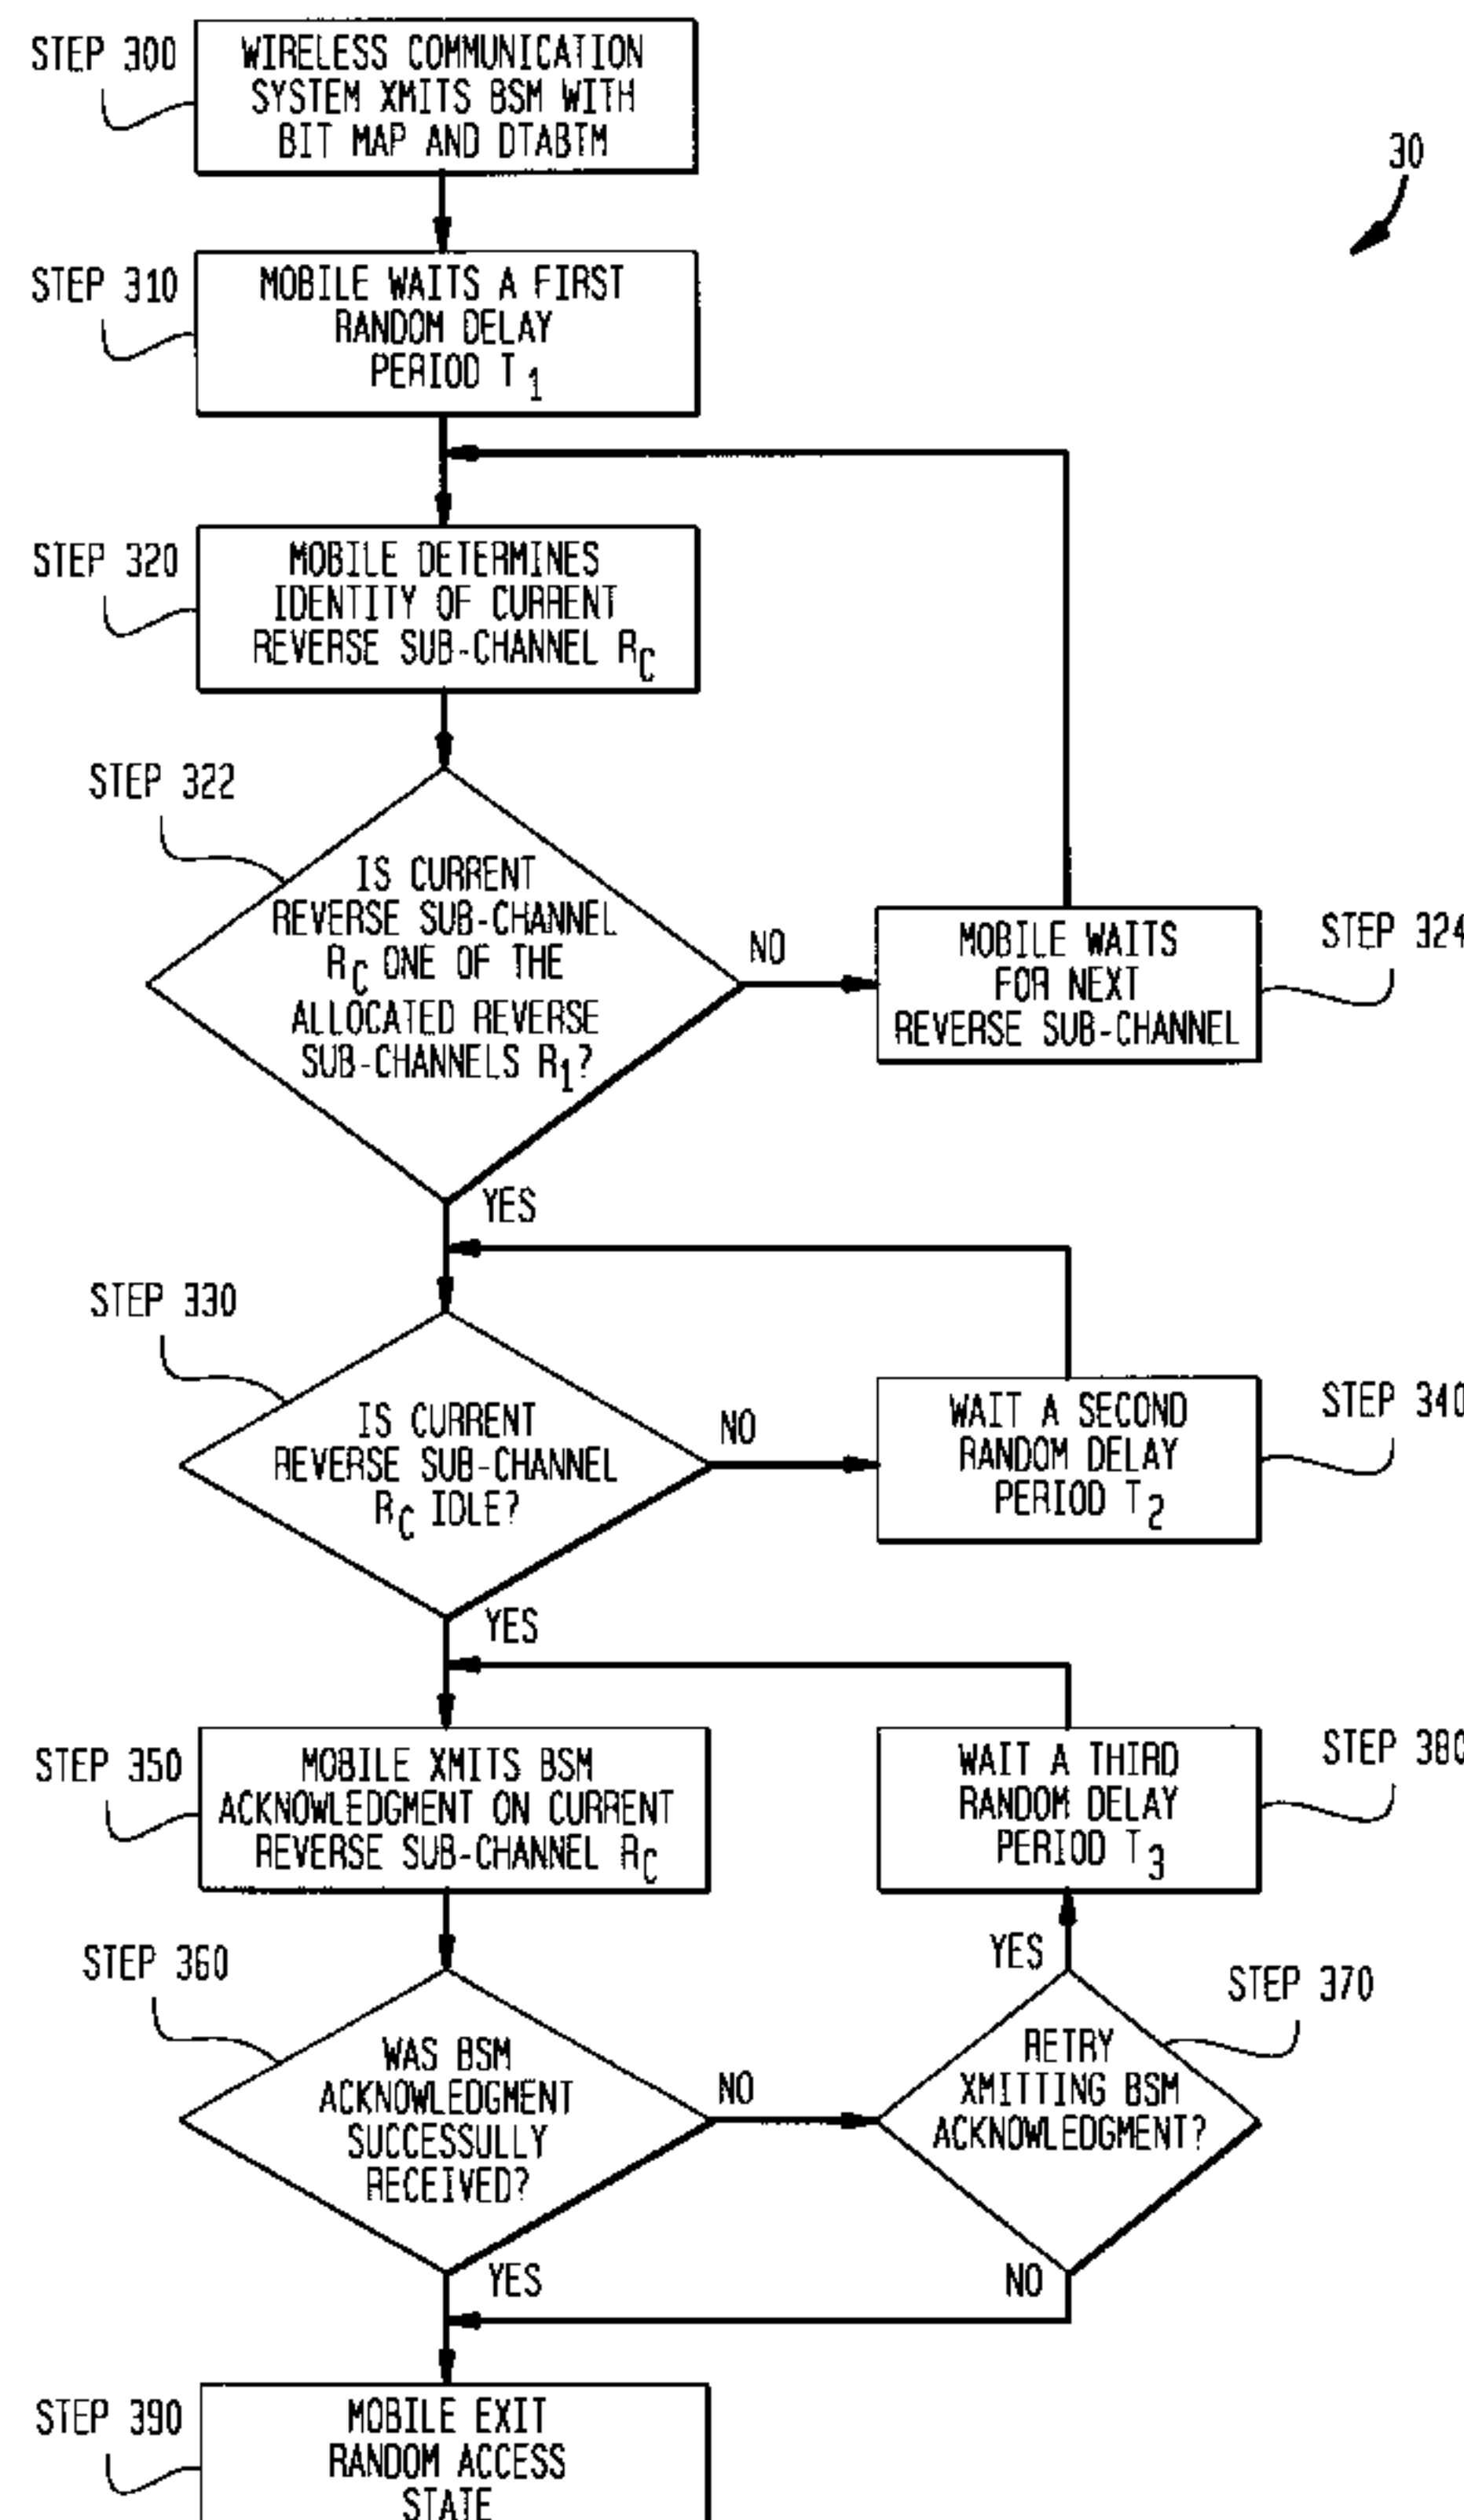 STEP 300
WIRELESS COMMUNICATION
SYSTEM XMITS BSM WITH
BIT MAP AND DTABTM
30
STEP 310
MOBILE WAITS A FIRST
RANDOM DELAY
PERIOD T1
STEP 320
MOBILE DETERMINES
IDENTITY OF CURRENT
REVERSE SUB-CHANNEL RC
STEP 322
IS CURRENT
REVERSE SUB-CHANNEL
RC ONE OF THE
ALLOCATED REVERSE
SUB-CHANNELS R1?
NO
MOBILE WAITS
FOR NEXT
REVERSE SUB-CHANNEL
STEP 324
YES
STEP 330
IS CURRENT
REVERSE SUB-CHANNEL
RC IDLE?
NO
WAIT A SECOND
RANDOM DELAY
PERIOD T2
STEP 340
YES
STEP 350
MOBILE XMITS BSM
ACKNOWLEDGMENT ON CURRENT
REVERSE SUB-CHANNEL RC
WAIT A THIRD
RANDOM DELAY
PERIOD T3
STEP 380
YES
STEP 360
WAS BSM
ACKNOWLEDGMENT
SUCCESSULLY
RECEIVED?
NO
STEP 370
RETRY
XMITTING BSM
ACKNOWLEDGMENT?
YES
NO
STEP 390
MOBILE EXIT
RANDOM ACCESS
STATE